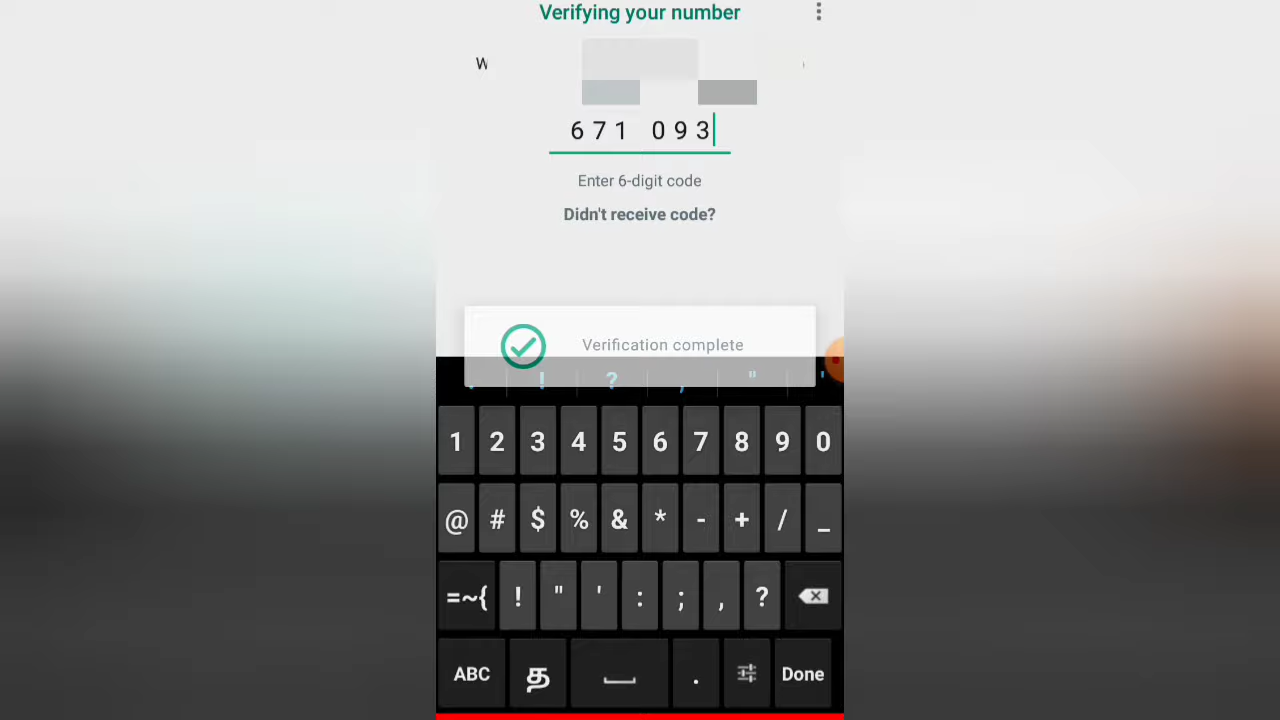 Verifying your number
W
671 093
Enter 6-digit code
Didn't receive code?
Verification complete
! ? , " '
1 2 3 4 5 6 7 8 9 0
@ # $ % & * - + / _
=~{ ! " ' : ; , ?
ABC த . Done